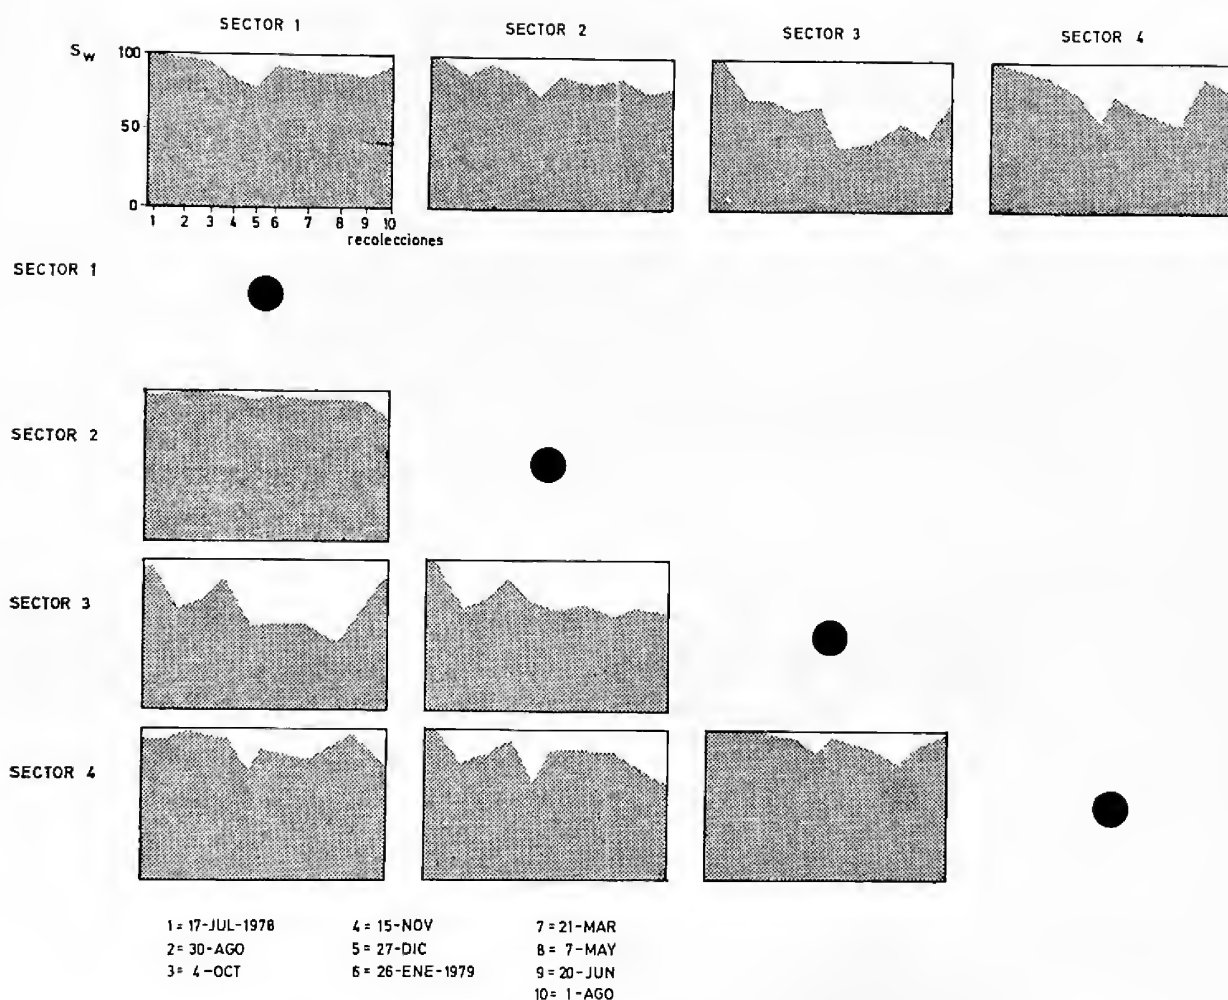 SECTOR 1
SECTOR 2
SECTOR 3
SECTOR 4
Sw
100
50
0
1 2 3 4 5 6 7 8 9 10
recolecciones
SECTOR 1
SECTOR 2
SECTOR 3
SECTOR 4
1 = 17-JUL-1978
2 = 30-AGO
3 = 4-OCT
4 = 15-NOV
5 = 27-DIC
6 = 26-ENE-1979
7 = 21-MAR
8 = 7-MAY
9 = 20-JUN
10 = 1-AGO